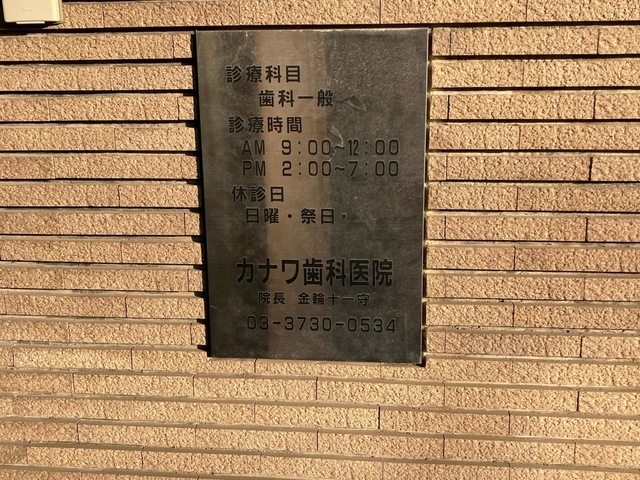 診療科目
歯科一般
診療時間
AM 9:00~12:00
PM 2:00~7:00
休診日
日曜・祭日・
カナワ歯科医院
院長 金輪十一守
03-3730-0534